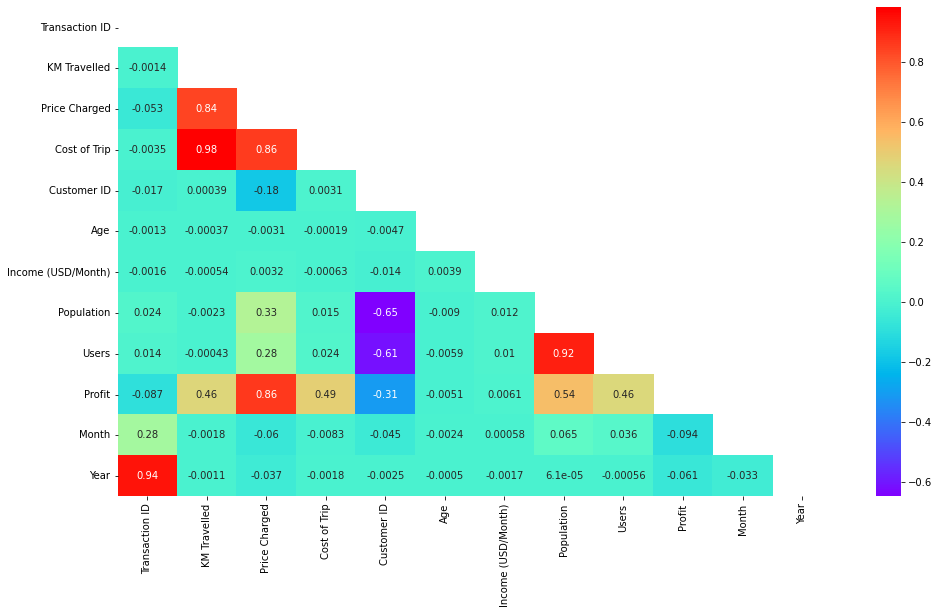 Transaction ID
KM Travelled -0.0014
Price Charged -0.053 0.84
Cost of Trip -0.0035 0.98 0.86
Customer ID -0.017 0.00039 -0.18 0.0031
Age -0.0013 -0.00037 -0.0031 -0.00019 -0.0047
Income (USD/Month) -0.0016 -0.00054 0.0032 -0.00063 -0.014 0.0039
Population 0.024 -0.0023 0.33 0.015 -0.65 -0.009 0.012
Users 0.014 -0.00043 0.28 0.024 -0.61 -0.0059 0.01 0.92
Profit -0.087 0.46 0.86 0.49 -0.31 -0.0051 0.0061 0.54 0.46
Month 0.28 -0.0018 -0.06 -0.0083 -0.045 -0.0024 0.00058 0.065 0.036 -0.094
Year 0.94 -0.0011 -0.037 -0.0018 -0.0025 -0.0005 -0.0017 6.1e-05 -0.00056 -0.061 -0.033
Transaction ID
KM Travelled
Price Charged
Cost of Trip
Customer ID
Age
Income (USD/Month)
Population
Users
Profit
Month
Year
0.8
0.6
0.4
0.2
0.0
−0.2
−0.4
−0.6